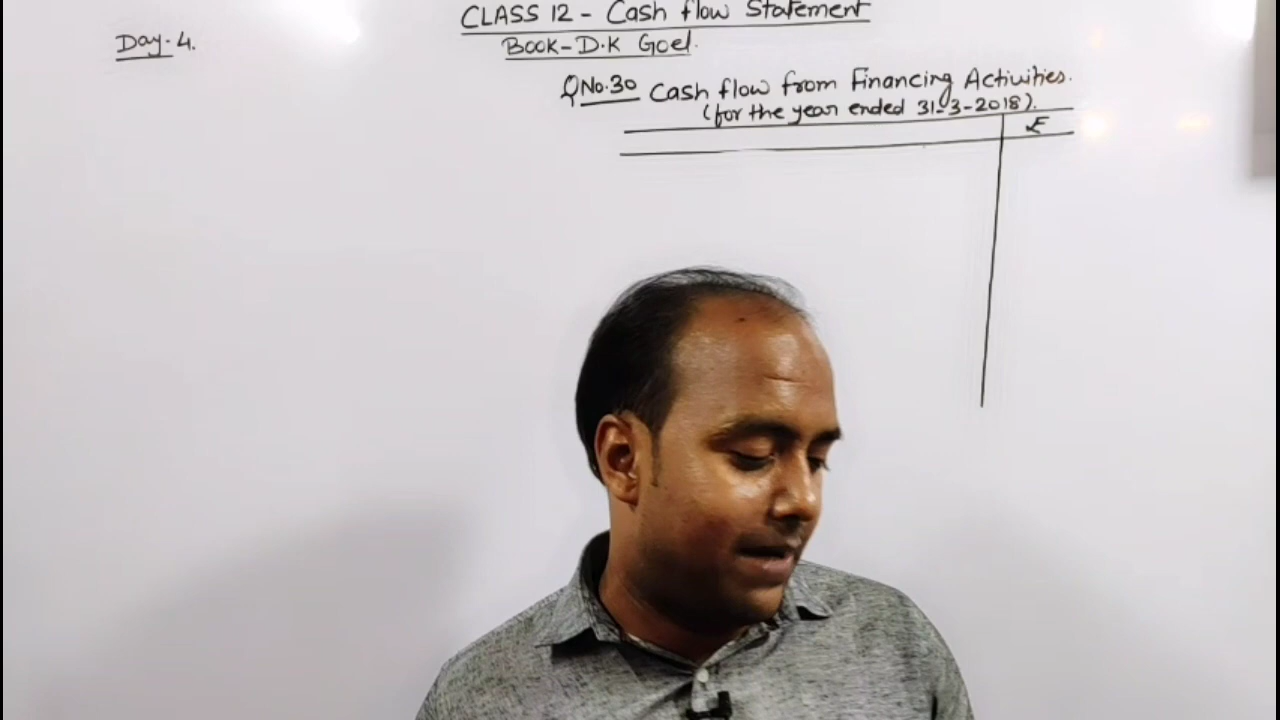 CLASS 12 - Cash flow Statement
Day-4.
Book-D.K Goel.
QNo.30 Cash flow from Financing Activities.
(for the year ended 31-3-2018).
₹